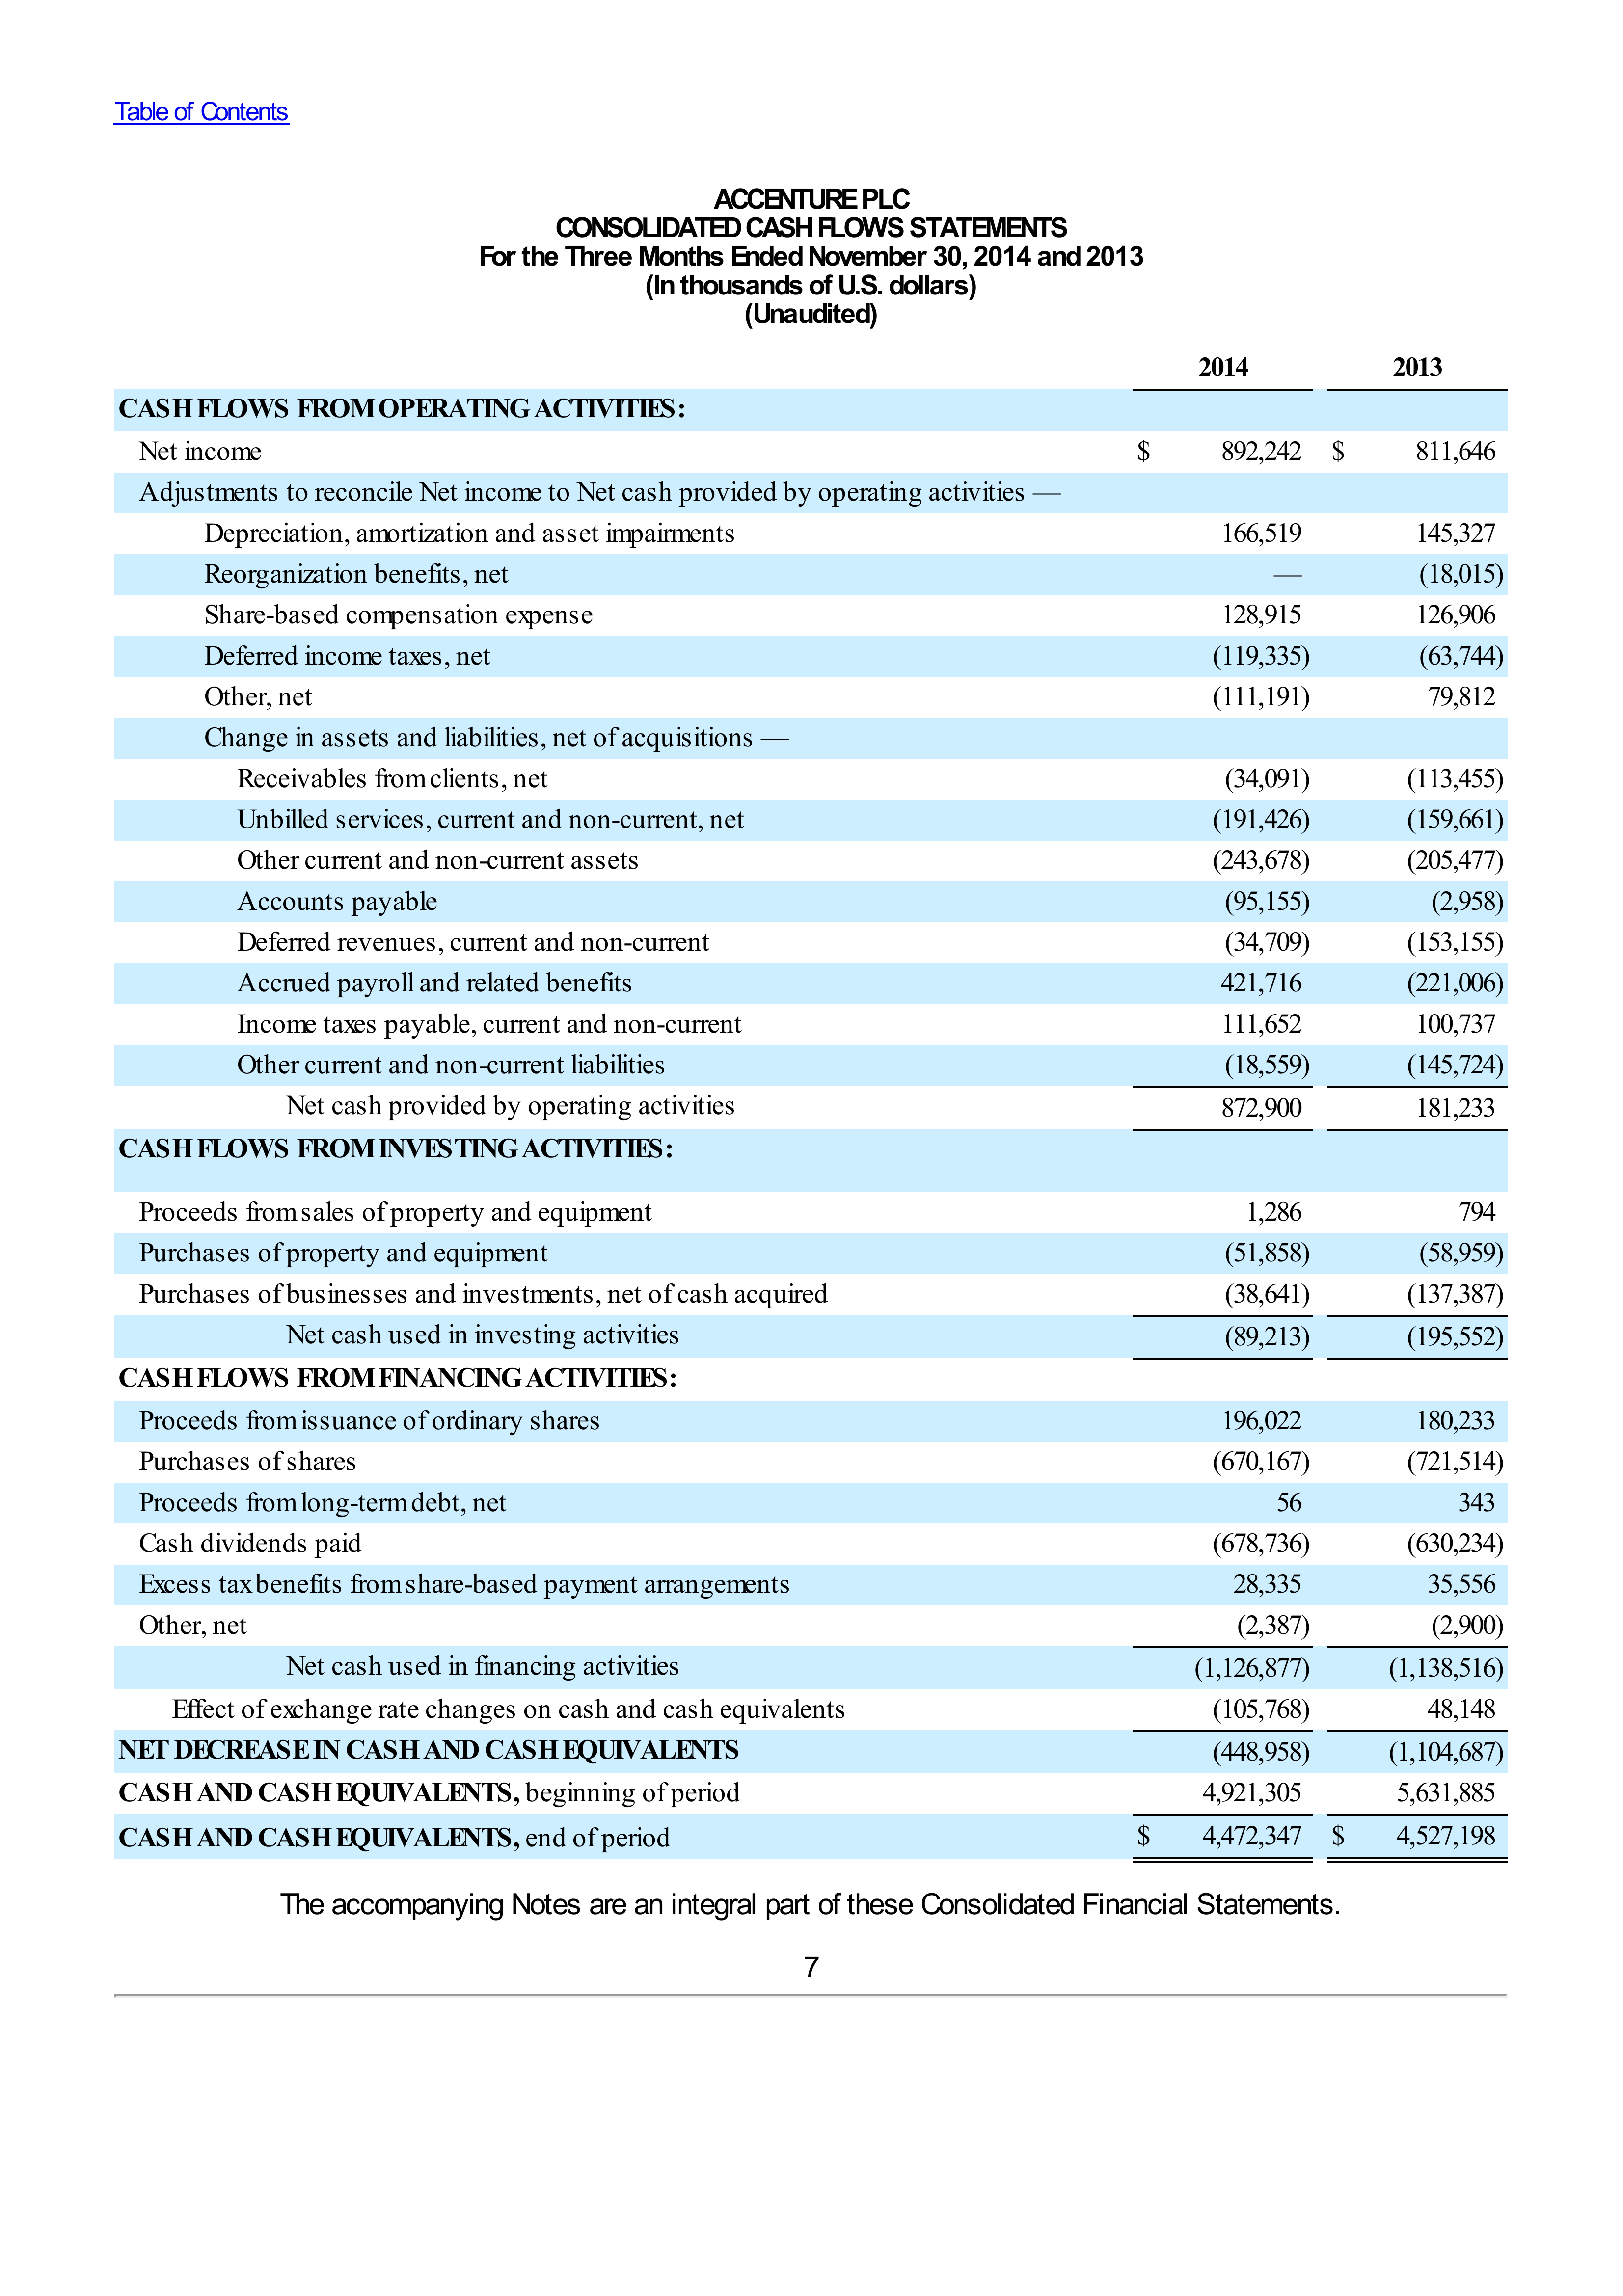 Table of Contents
ACCENTURE PLC
CONSOLIDATED CASH FLOWS STATEMENTS
For the Three Months Ended November 30, 2014 and 2013
(In thousands of U.S. dollars)
(Unaudited)
2014 2013
CASH FLOWS FROM OPERATING ACTIVITIES:
Net income $ 892,242 $ 811,646
Adjustments to reconcile Net income to Net cash provided by operating activities —
Depreciation, amortization and asset impairments 166,519 145,327
Reorganization benefits, net — (18,015)
Share-based compensation expense 128,915 126,906
Deferred income taxes, net (119,335) (63,744)
Other, net (111,191) 79,812
Change in assets and liabilities, net of acquisitions —
Receivables from clients, net (34,091) (113,455)
Unbilled services, current and non-current, net (191,426) (159,661)
Other current and non-current assets (243,678) (205,477)
Accounts payable (95,155) (2,958)
Deferred revenues, current and non-current (34,709) (153,155)
Accrued payroll and related benefits 421,716 (221,006)
Income taxes payable, current and non-current 111,652 100,737
Other current and non-current liabilities (18,559) (145,724)
Net cash provided by operating activities 872,900 181,233
CASH FLOWS FROM INVESTING ACTIVITIES:
Proceeds from sales of property and equipment 1,286 794
Purchases of property and equipment (51,858) (58,959)
Purchases of businesses and investments, net of cash acquired (38,641) (137,387)
Net cash used in investing activities (89,213) (195,552)
CASH FLOWS FROM FINANCING ACTIVITIES:
Proceeds from issuance of ordinary shares 196,022 180,233
Purchases of shares (670,167) (721,514)
Proceeds from long-term debt, net 56 343
Cash dividends paid (678,736) (630,234)
Excess tax benefits from share-based payment arrangements 28,335 35,556
Other, net (2,387) (2,900)
Net cash used in financing activities (1,126,877) (1,138,516)
Effect of exchange rate changes on cash and cash equivalents (105,768) 48,148
NET DECREASE IN CASH AND CASH EQUIVALENTS (448,958) (1,104,687)
CASH AND CASH EQUIVALENTS, beginning of period 4,921,305 5,631,885
CASH AND CASH EQUIVALENTS, end of period $ 4,472,347 $ 4,527,198
The accompanying Notes are an integral part of these Consolidated Financial Statements.
7